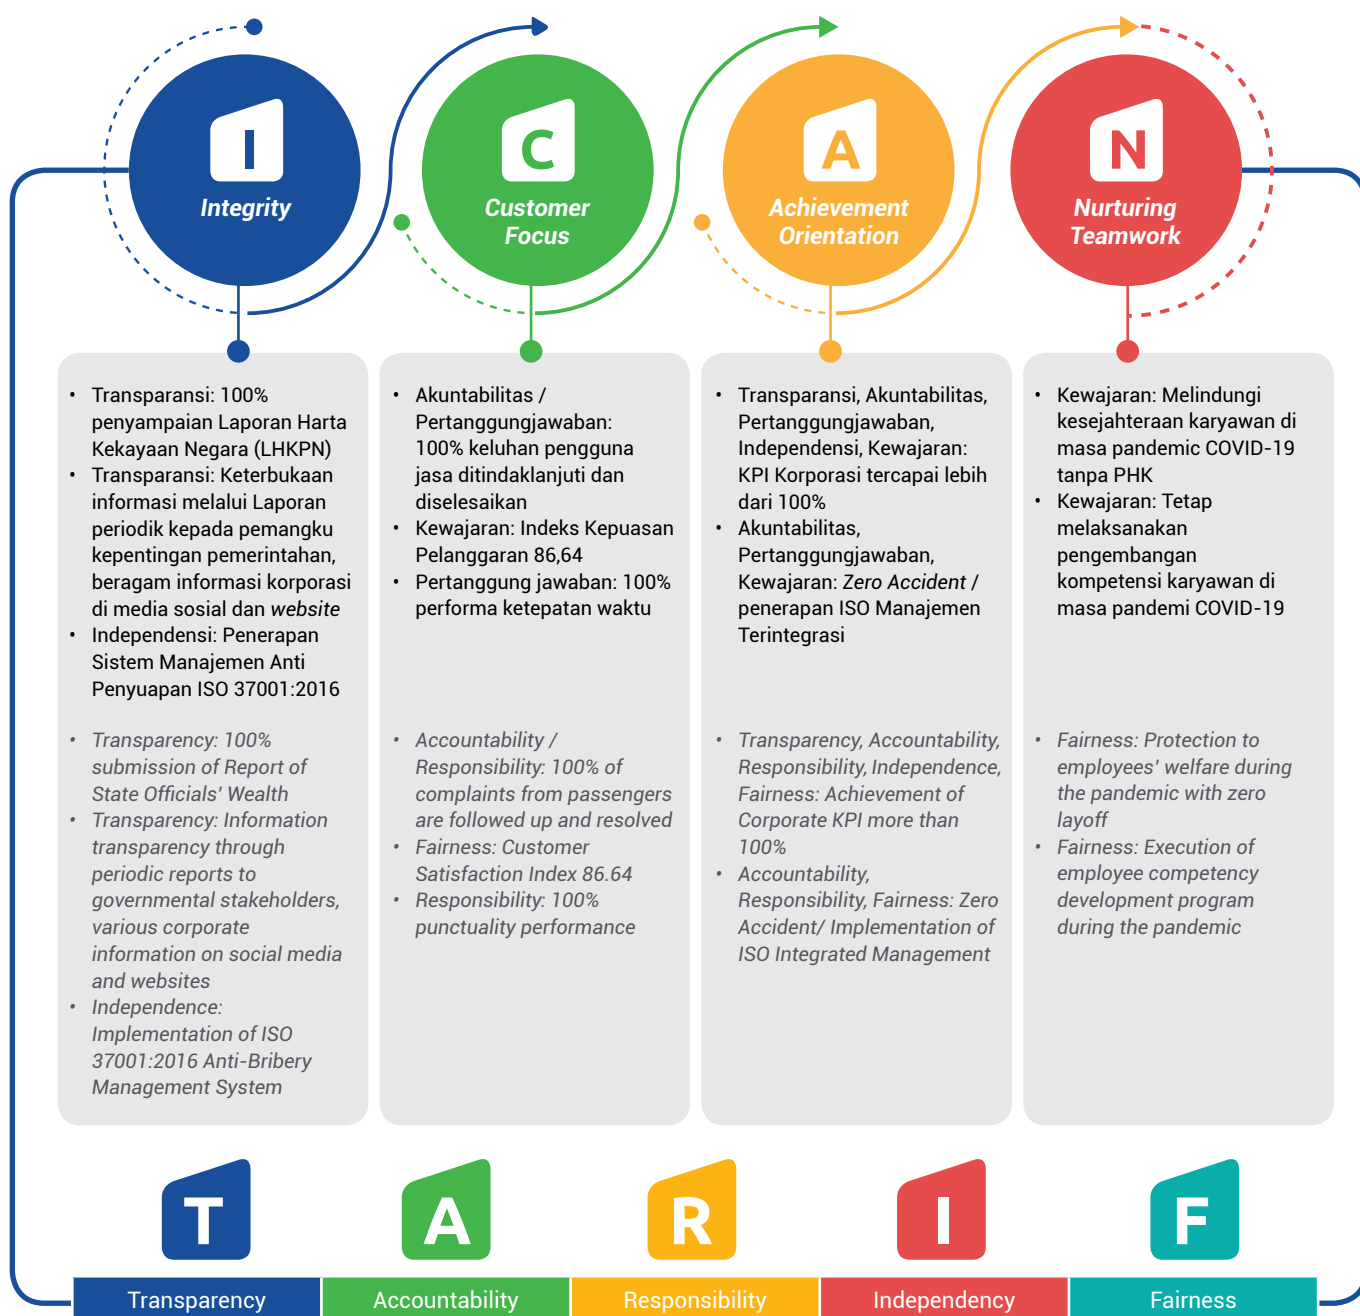 I
Integrity
C
Customer
Focus
A
Achievement
Orientation
N
Nurturing
Teamwork
• Transparansi: 100%
penyampaian Laporan Harta
Kekayaan Negara (LHKPN)
• Transparansi: Keterbukaan
informasi melalui Laporan
periodik kepada pemangku
kepentingan pemerintahan,
beragam informasi korporasi
di media sosial dan website
• Independensi: Penerapan
Sistem Manajemen Anti
Penyuapan ISO 37001:2016
• Transparency: 100%
submission of Report of
State Officials' Wealth
• Transparency: Information
transparency through
periodic reports to
governmental stakeholders,
various corporate
information on social media
and websites
• Independence:
Implementation of ISO
37001:2016 Anti-Bribery
Management System
• Akuntabilitas /
Pertanggungjawaban:
100% keluhan pengguna
jasa ditindaklanjuti dan
diselesaikan
• Kewajaran: Indeks Kepuasan
Pelanggaran 86,64
• Pertanggung jawaban: 100%
performa ketepatan waktu
• Accountability /
Responsibility: 100% of
complaints from passengers
are followed up and resolved
• Fairness: Customer
Satisfaction Index 86.64
• Responsibility: 100%
punctuality performance
• Transparansi, Akuntabilitas,
Pertanggungjawaban,
Independensi, Kewajaran:
KPI Korporasi tercapai lebih
dari 100%
• Akuntabilitas,
Pertanggungjawaban,
Kewajaran: Zero Accident /
penerapan ISO Manajemen
Terintegrasi
• Transparency, Accountability,
Responsibility, Independence,
Fairness: Achievement of
Corporate KPI more than
100%
• Accountability,
Responsibility, Fairness: Zero
Accident/ Implementation of
ISO Integrated Management
• Kewajaran: Melindungi
kesejahteraan karyawan di
masa pandemic COVID-19
tanpa PHK
• Kewajaran: Tetap
melaksanakan
pengembangan
kompetensi karyawan di
masa pandemi COVID-19
• Fairness: Protection to
employees' welfare during
the pandemic with zero
layoff
• Fairness: Execution of
employee competency
development program
during the pandemic
T
A
R
I
F
Transparency
Accountability
Responsibility
Independency
Fairness